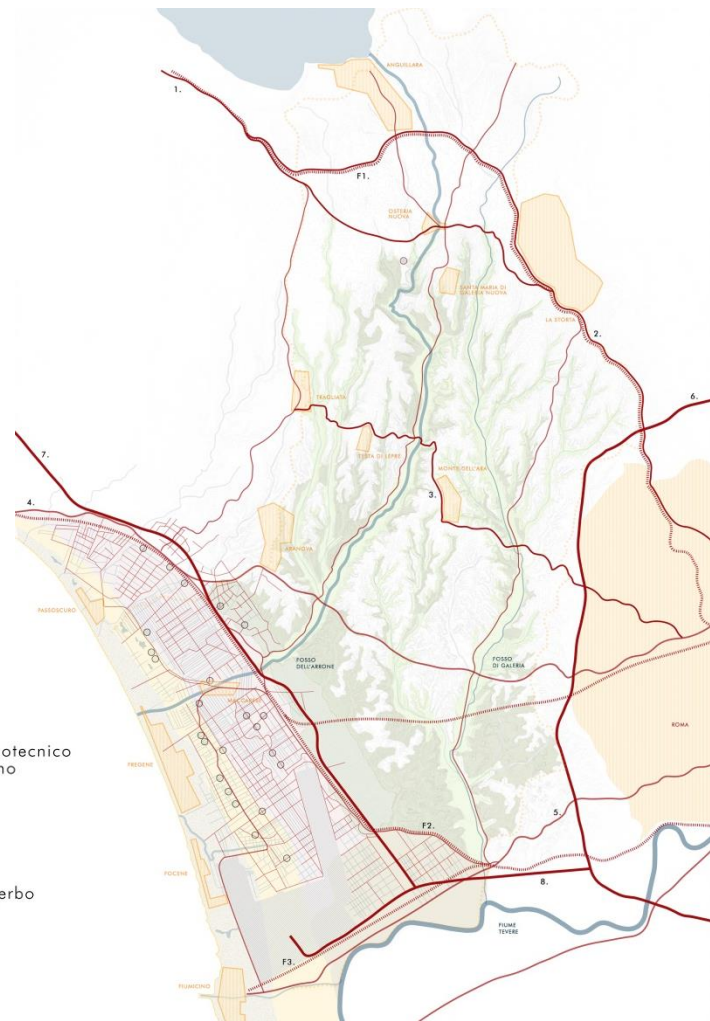 ANGUILLARA
1.
F1.
OSTERIA
NUOVA
SANTA MARIA DI
GALERIA NUOVA
LA STORTA
2.
TRAGLIATA
6.
7.
TESTA DI LEPRE
MONTE DELL'ARA
3.
4.
ARANOVA
PASSOSCURO
FOSSO
DELL'ARRONE
FOSSO
DI GALERIA
MACCARESE
ROMA
otecnico
no
FREGENE
5.
F2.
FOCENE
8.
erbo
FIUME
TEVERE
F3.
FIUMICINO